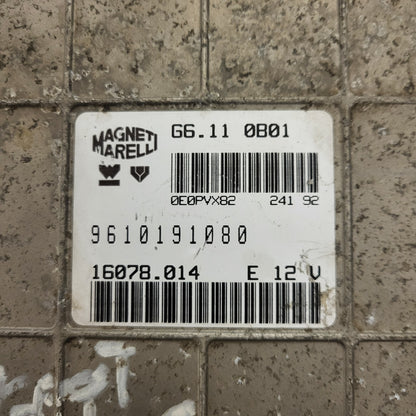 MAGNETI
MARELLI
G6.11 0B01
0E0PVX82 241 92
9610191080
16078.014 E 12 V